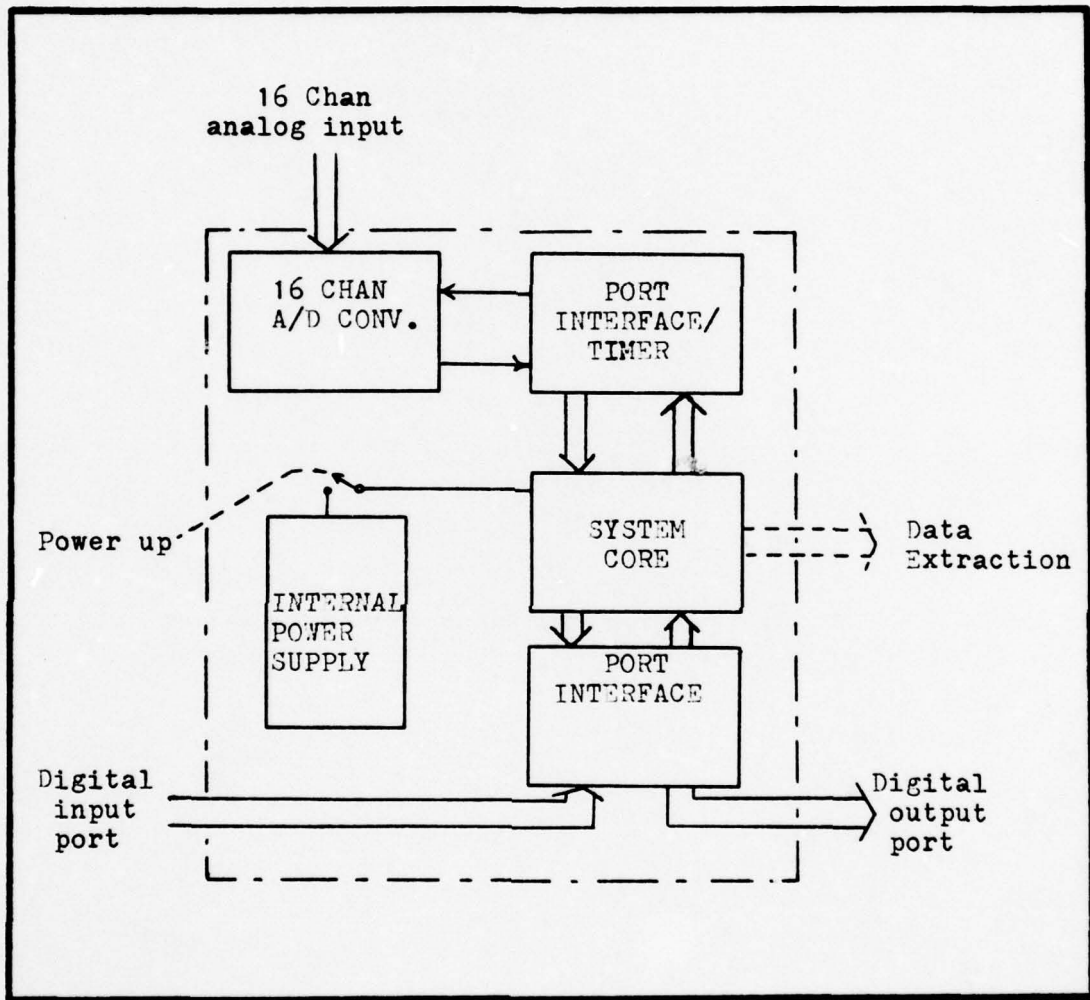 16 Chan
analog input
16 CHAN
A/D CONV.
PORT
INTERFACE/
TIMER
Power up
INTERNAL
POWER
SUPPLY
SYSTEM
CORE
Data
Extraction
PORT
INTERFACE
Digital
input
port
Digital
output
port